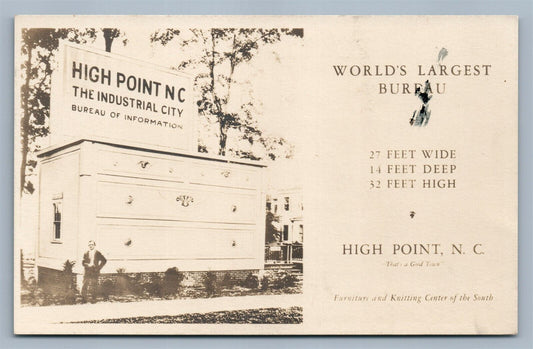 HIGH POINT N C
THE INDUSTRIAL CITY
BUREAU OF INFORMATION
WORLD'S LARGEST
BUREAU
27 FEET WIDE
14 FEET DEEP
32 FEET HIGH
HIGH POINT, N. C.
"That's a Good Town"
Furniture and Knitting Center of the South